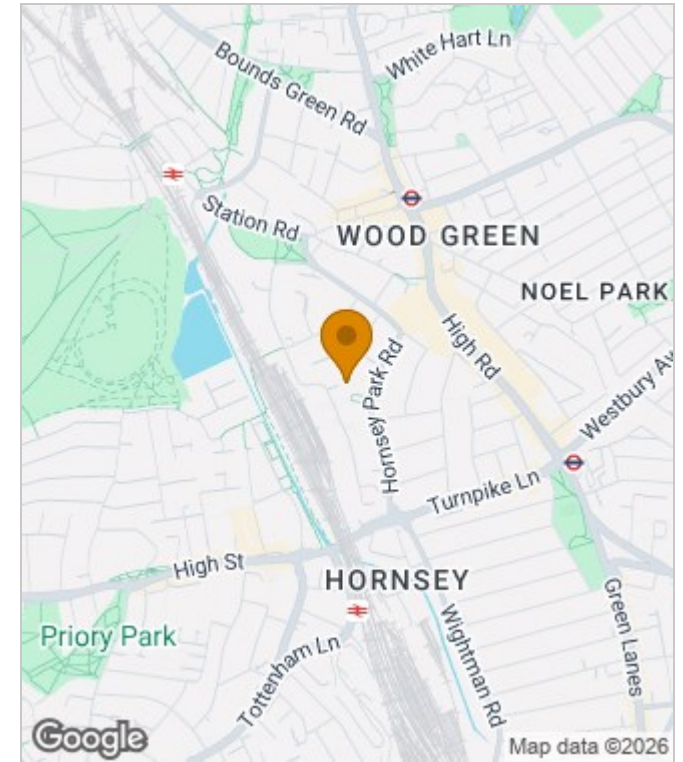 White Hart Ln
Bounds Green Rd
Station Rd
WOOD GREEN
NOEL PARK
High Rd
Hornsey Park Rd
Westbury Av
Turnpike Ln
High St
HORNSEY
Priory Park
Tottenham Ln
Wightman Rd
Green Lanes
Google
Map data ©2026